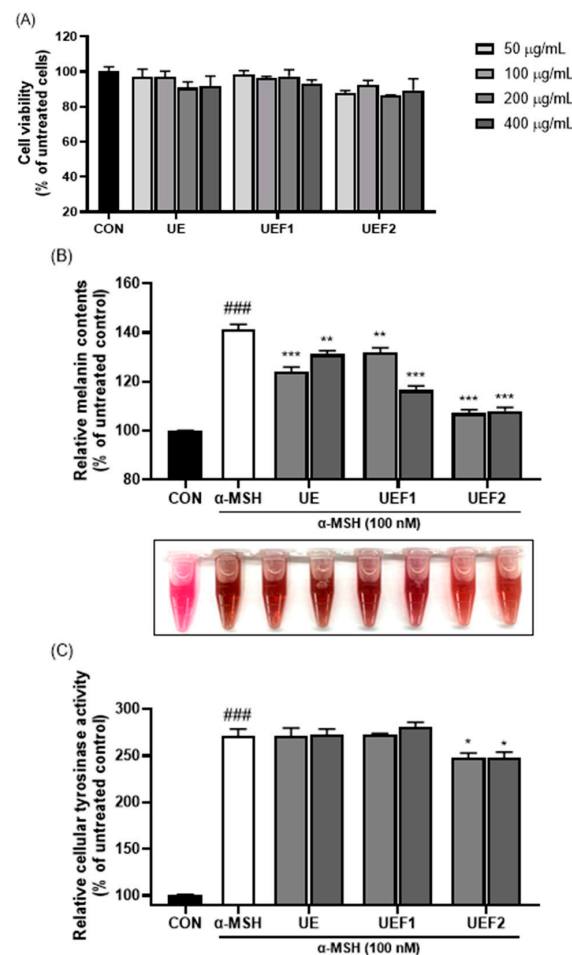 (A)
Cell viability
(% of untreated cells)
120
100
80
60
40
20
CON UE UEF1 UEF2
50 μg/mL
100 μg/mL
200 μg/mL
400 μg/mL
(B)
Relative melanin contents
(% of untreated control)
160
140
120
100
80
###
*** ** ** *** *** ***
CON α-MSH UE UEF1 UEF2
α-MSH (100 nM)
(C)
Relative cellular tyrosinase activity
(% of untreated control)
300
250
200
150
100
###
* *
CON α-MSH UE UEF1 UEF2
α-MSH (100 nM)